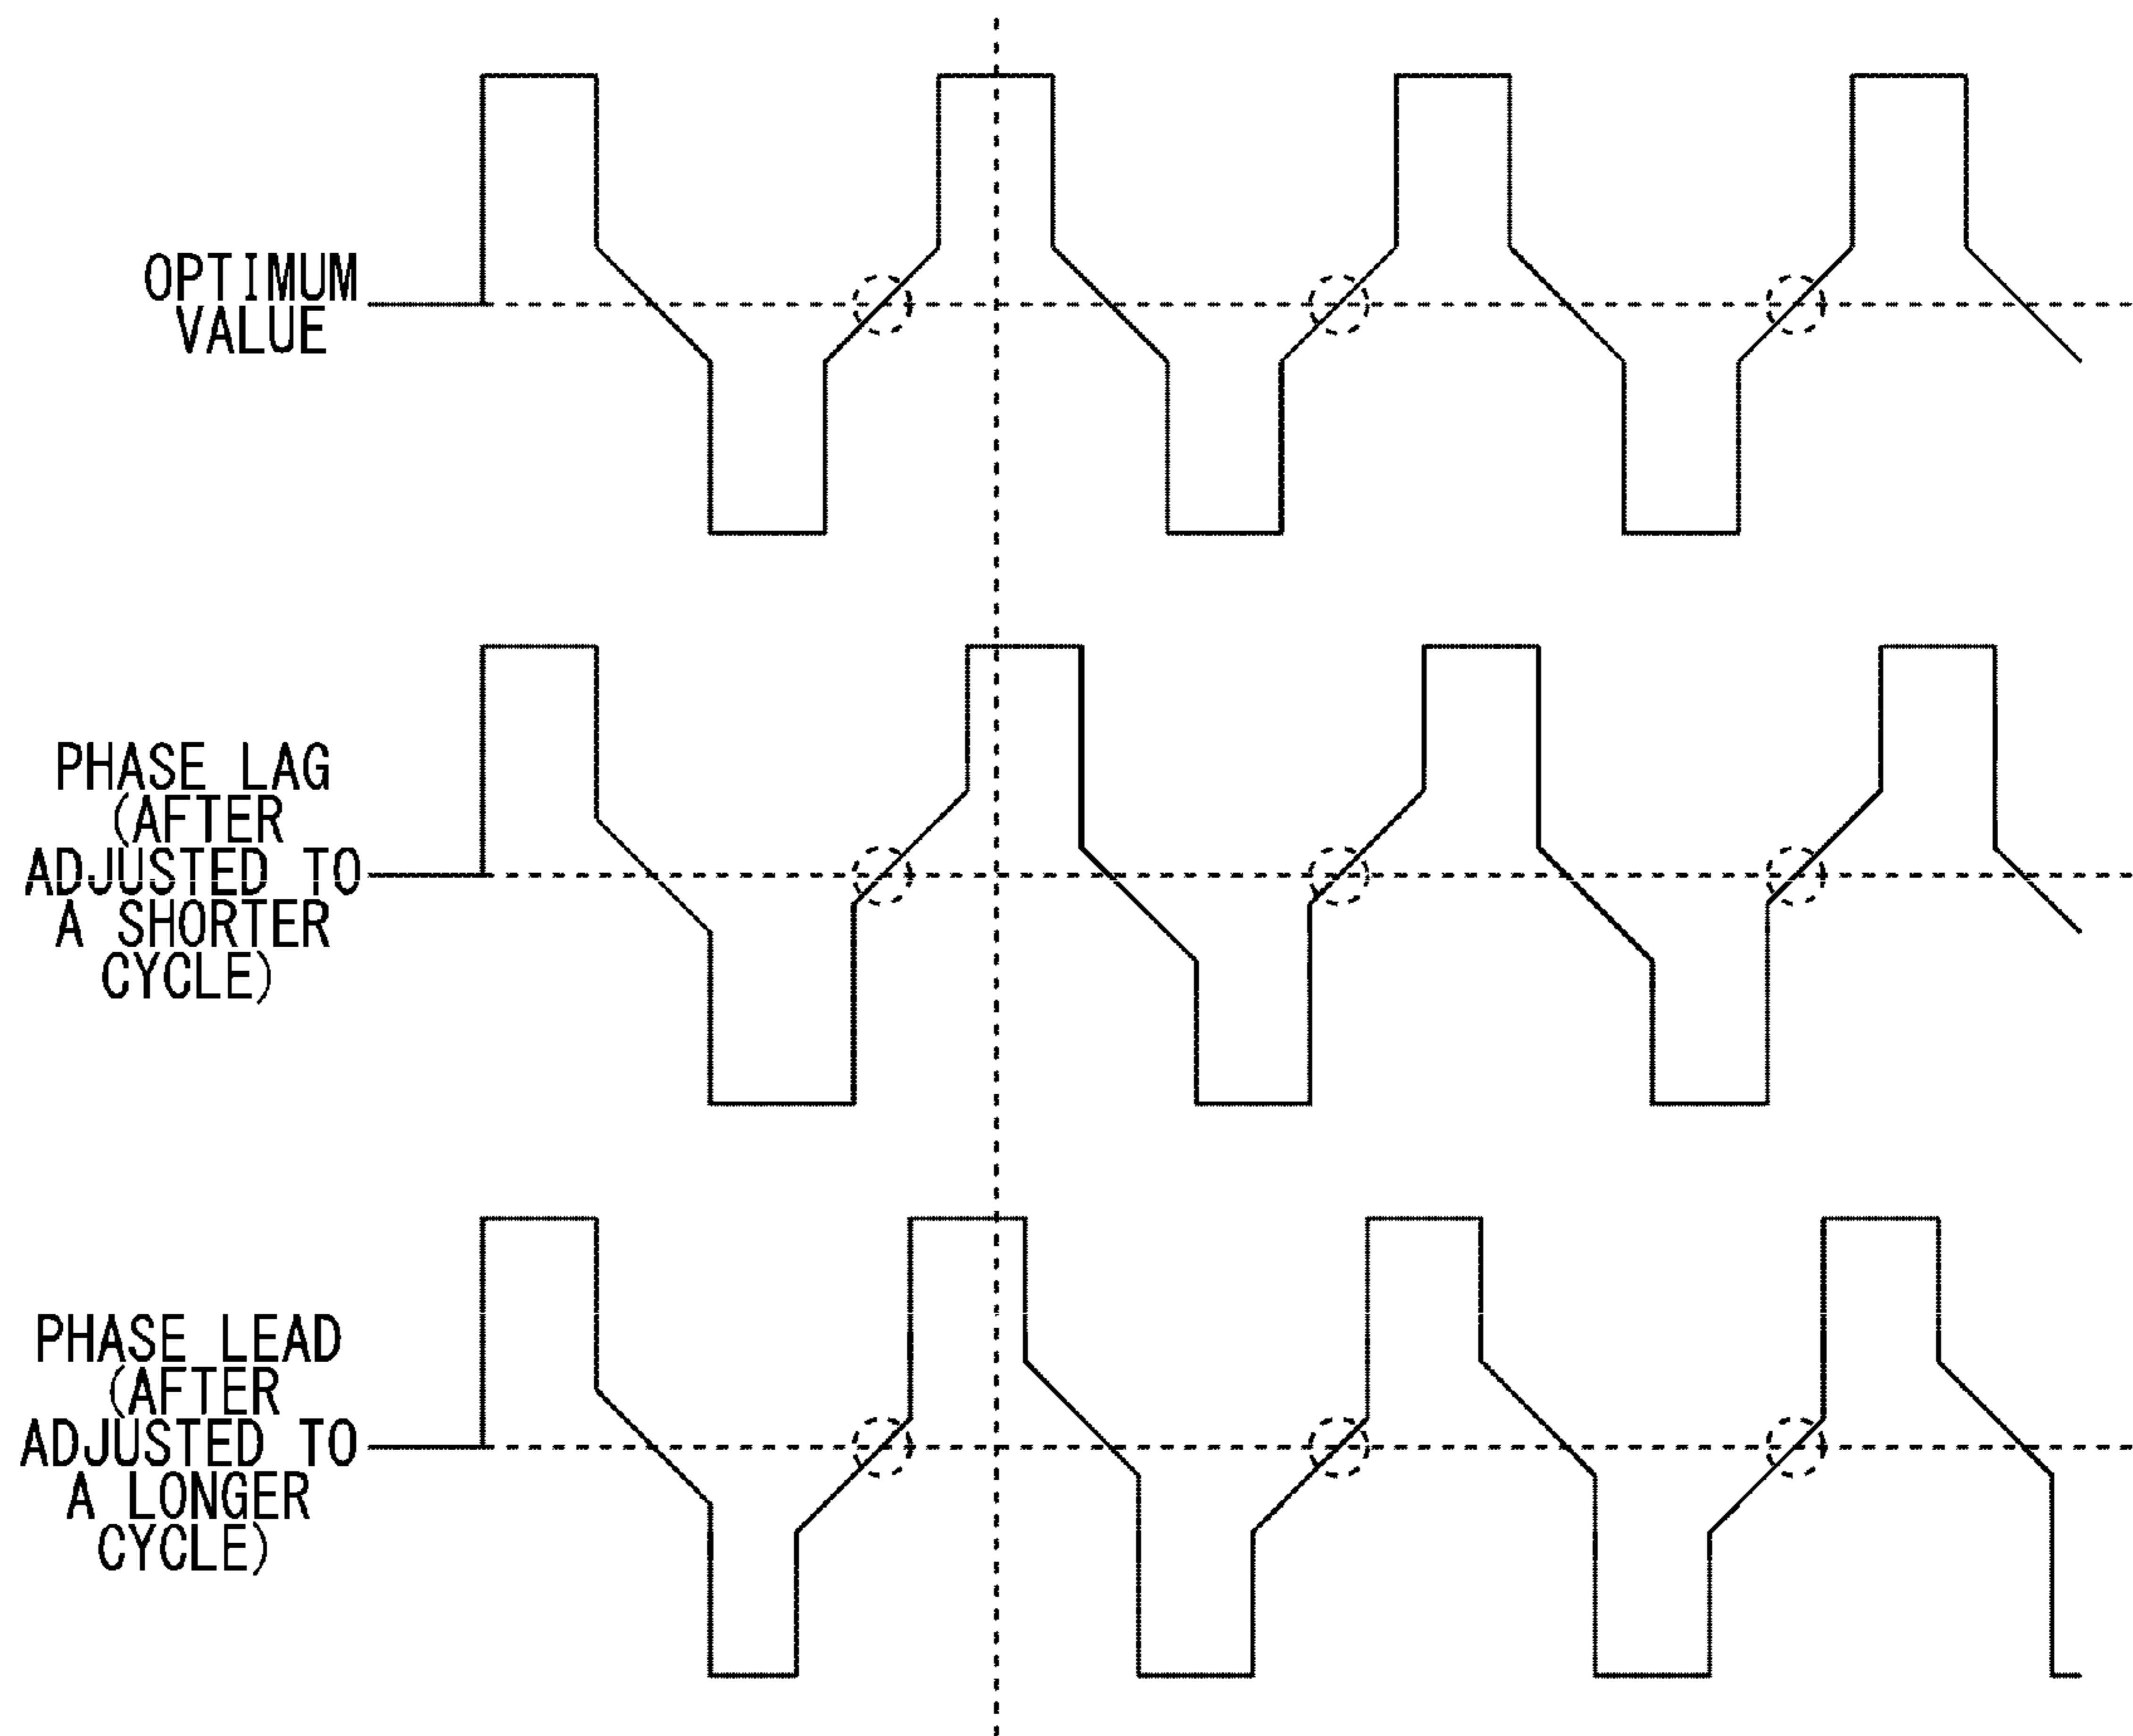 OPTIMUM
VALUE
PHASE LAG
(AFTER
ADJUSTED TO
A SHORTER
CYCLE)
PHASE LEAD
(AFTER
ADJUSTED TO
A LONGER
CYCLE)